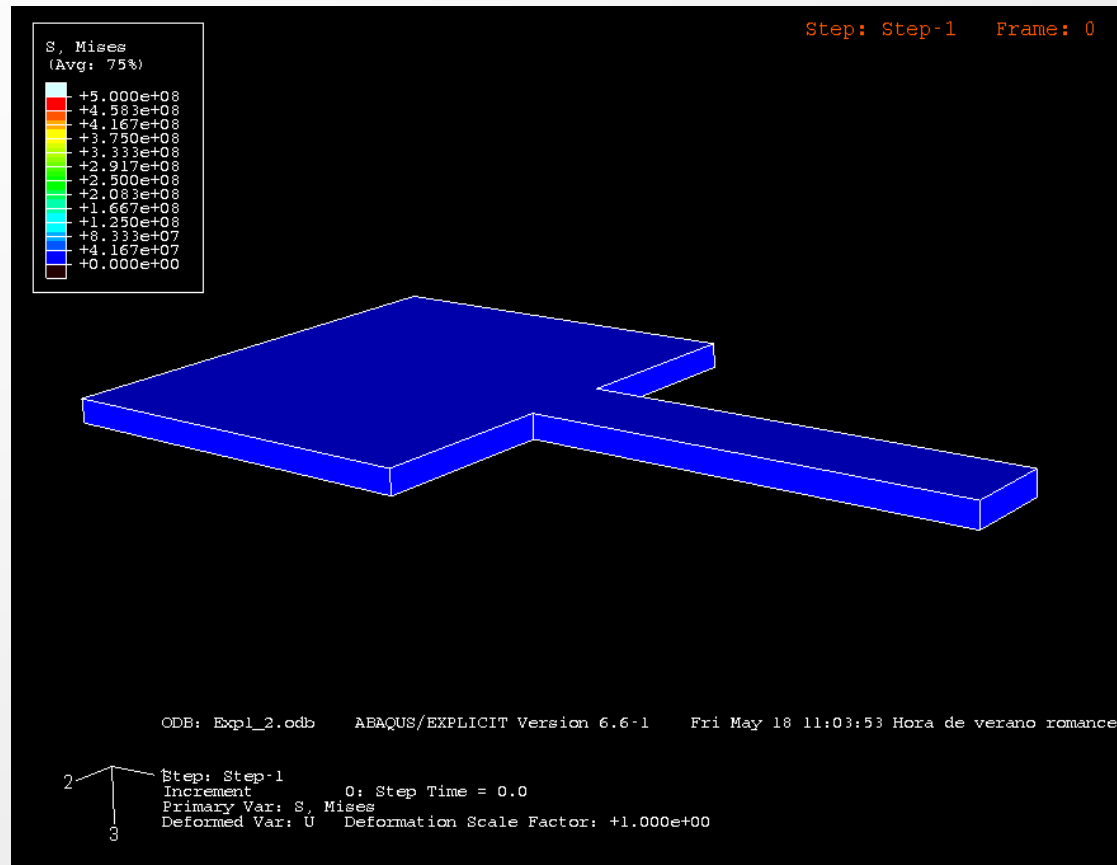 Step: Step-1 Frame: 0
S, Mises
(Avg: 75%)
+5.000e+08
+4.583e+08
+4.167e+08
+3.750e+08
+3.333e+08
+2.917e+08
+2.500e+08
+2.083e+08
+1.667e+08
+1.250e+08
+8.333e+07
+4.167e+07
+0.000e+00
ODB: Expl_2.odb ABAQUS/EXPLICIT Version 6.6-1 Fri May 18 11:03:53 Hora de verano romance
2
3
Step: Step-1
Increment 0: Step Time = 0.0
Primary Var: S, Mises
Deformed Var: U Deformation Scale Factor: +1.000e+00